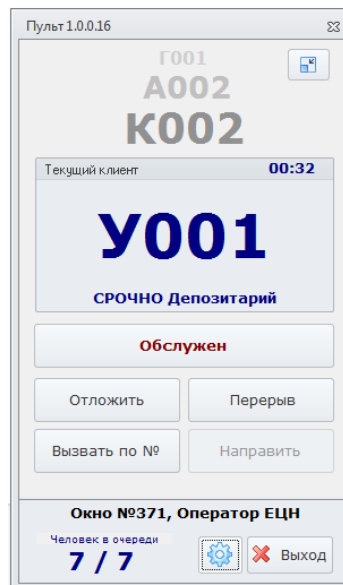 Пульт 1.0.0.16
Г001
А002
К002
Текущий клиент 00:32
У001
СРОЧНО Депозитарий
Обслужен
Отложить Перерыв
Вызвать по № Направить
Окно №371, Оператор ЕЦН
Человек в очереди
7 / 7
Выход